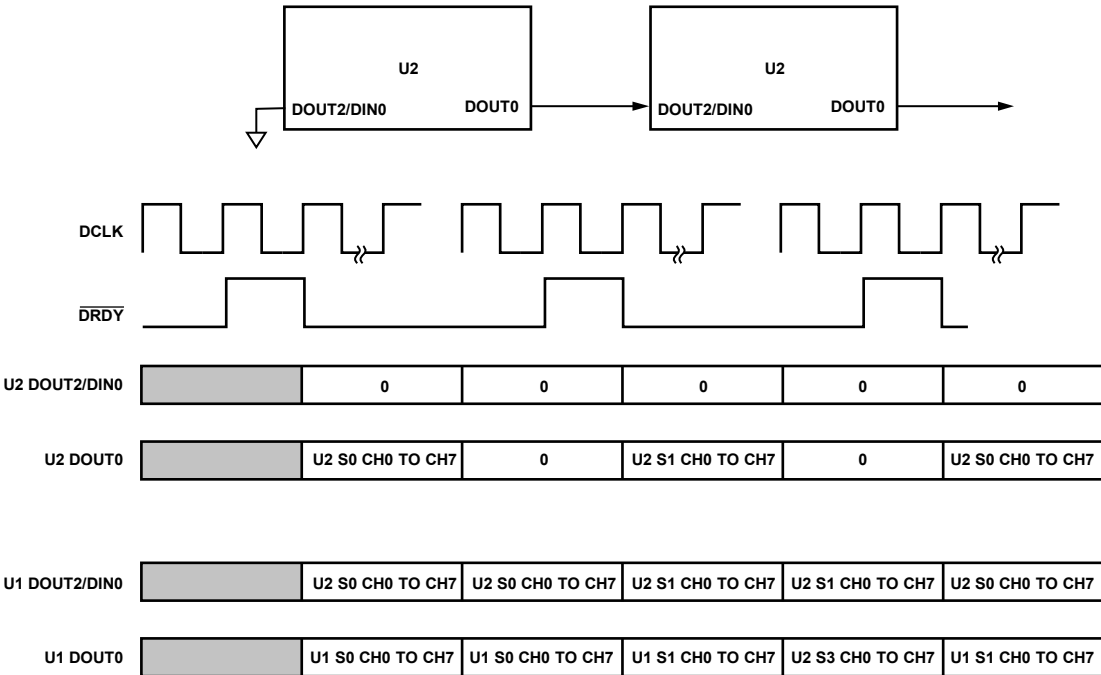 U2 U2
DOUT2/DIN0 DOUT0 DOUT2/DIN0 DOUT0
DCLK
DRDY
U2 DOUT2/DIN0 0 0 0 0 0
U2 DOUT0 U2 S0 CH0 TO CH7 0 U2 S1 CH0 TO CH7 0 U2 S0 CH0 TO CH7
U1 DOUT2/DIN0 U2 S0 CH0 TO CH7 U2 S0 CH0 TO CH7 U2 S1 CH0 TO CH7 U2 S1 CH0 TO CH7 U2 S0 CH0 TO CH7
U1 DOUT0 U1 S0 CH0 TO CH7 U1 S0 CH0 TO CH7 U1 S1 CH0 TO CH7 U2 S3 CH0 TO CH7 U1 S1 CH0 TO CH7